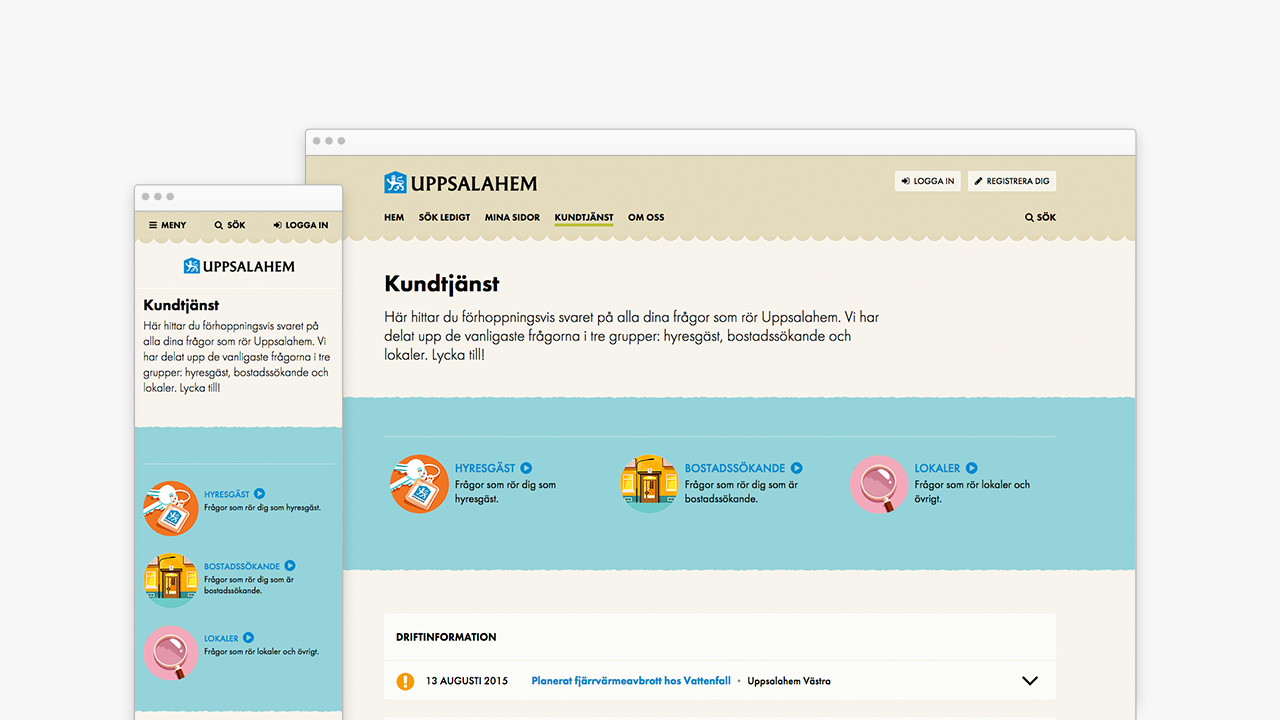 MENY SÖK LOGGA IN
UPPSALAHEM
Kundtjänst
Här hittar du förhoppningsvis svaret på
alla dina frågor som rör Uppsalahem. Vi
har delat upp de vanligaste frågorna i tre
grupper: hyresgäst, bostadssökande och
lokaler. Lycka till!
HYRESGÄST
Frågor som rör dig som hyresgäst.
BOSTADSSÖKANDE
Frågor som rör dig som är
bostadssökande.
LOKALER
Frågor som rör lokaler och övrigt.
UPPSALAHEM
LOGGA IN REGISTRERA DIG
HEM SÖK LEDIGT MINA SIDOR KUNDTJÄNST OM OSS SÖK
Kundtjänst
Här hittar du förhoppningsvis svaret på alla dina frågor som rör Uppsalahem. Vi har
delat upp de vanligaste frågorna i tre grupper: hyresgäst, bostadssökande och
lokaler. Lycka till!
HYRESGÄST
Frågor som rör dig som
hyresgäst.
BOSTADSSÖKANDE
Frågor som rör dig som är
bostadssökande.
LOKALER
Frågor som rör lokaler och
övrigt.
DRIFTINFORMATION
13 AUGUSTI 2015 Planerat fjärrvärmeavbrott hos Vattenfall • Uppsalahem Västra